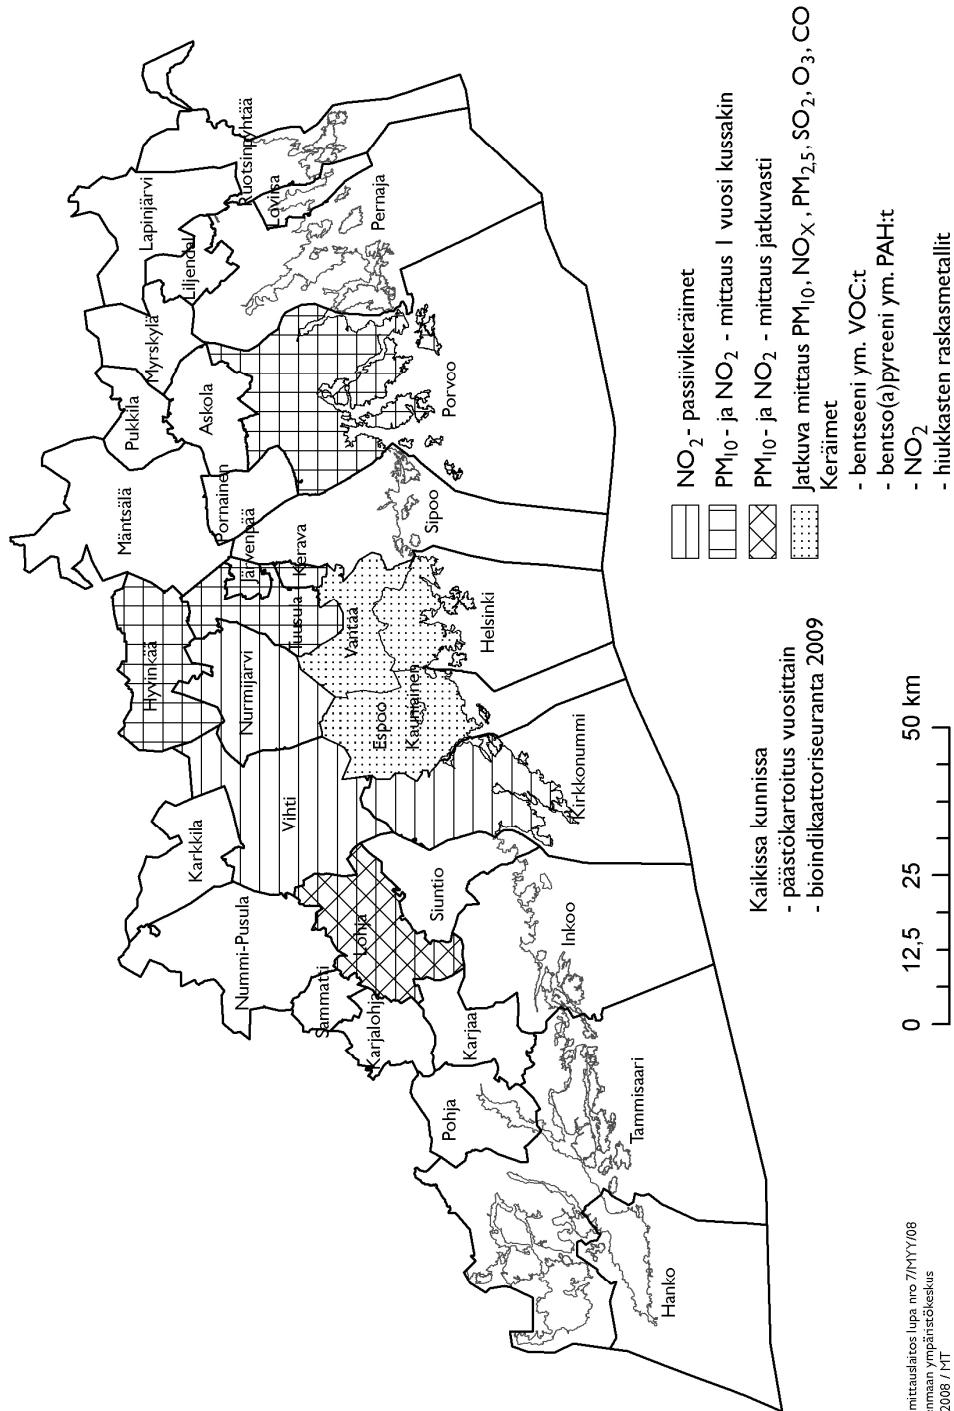 Lapinjärvi
Ruotsinpyhtää
Liljendal
Loviisa
Pernaja
Myrskylä
Pukkila
Askola
Porvoo
Mäntsälä
Pornainen
Järvenpää
Kerava
Sipoo
Tuusula
Hyvinkää
Nurmijärvi
Vantaa
Helsinki
Espoo
Kauniainen
Vihti
Kirkkonummi
Karkkila
Siuntio
Lohja
Inkoo
Nummi-Pusula
Sammatti
Karjalohja
Karjaa
Pohja
Tammisaari
Hanko
NO2 - passiivikeräimet
PM10 - ja NO2 - mittaus 1 vuosi kussakin
PM10 - ja NO2 - mittaus jatkuvasti
Jatkuva mittaus PM10, NOX, PM2,5, SO2, O3, CO
Keräimet
- bentseeni ym. VOC:t
- bentso(a)pyreeni ym. PAH:t
- NO2
- hiukkasten raskasmetallit
Kaikissa kunnissa
- päästökartoitus vuosittain
- bioindikaattoriseuranta 2009
0 12,5 25 50 km
mittauslaitos lupa nro 7/MYY/08
enmaan ympäristökeskus
2008 / MT